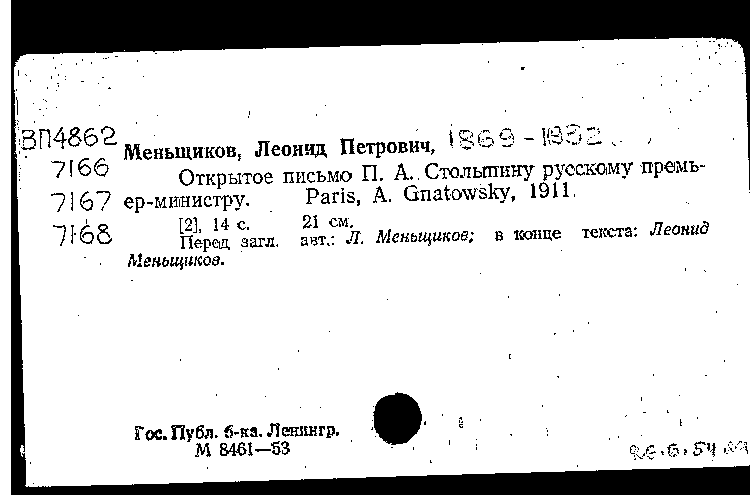 ВП4862
7166
7167
7168
Меньщиков, Леонид Петрович, 1869-1932
Открытое письмо П. А. Столыпину русскому премь-
ер-министру. Paris, A. Gnatowsky, 1911.
[2], 14 с. 21 см.
Перед загл. авт.: Л. Меньщиков; в конце текста: Леонид
Меньщиков.
Гос. Публ. б-ка. Ленингр.
М 8461—53